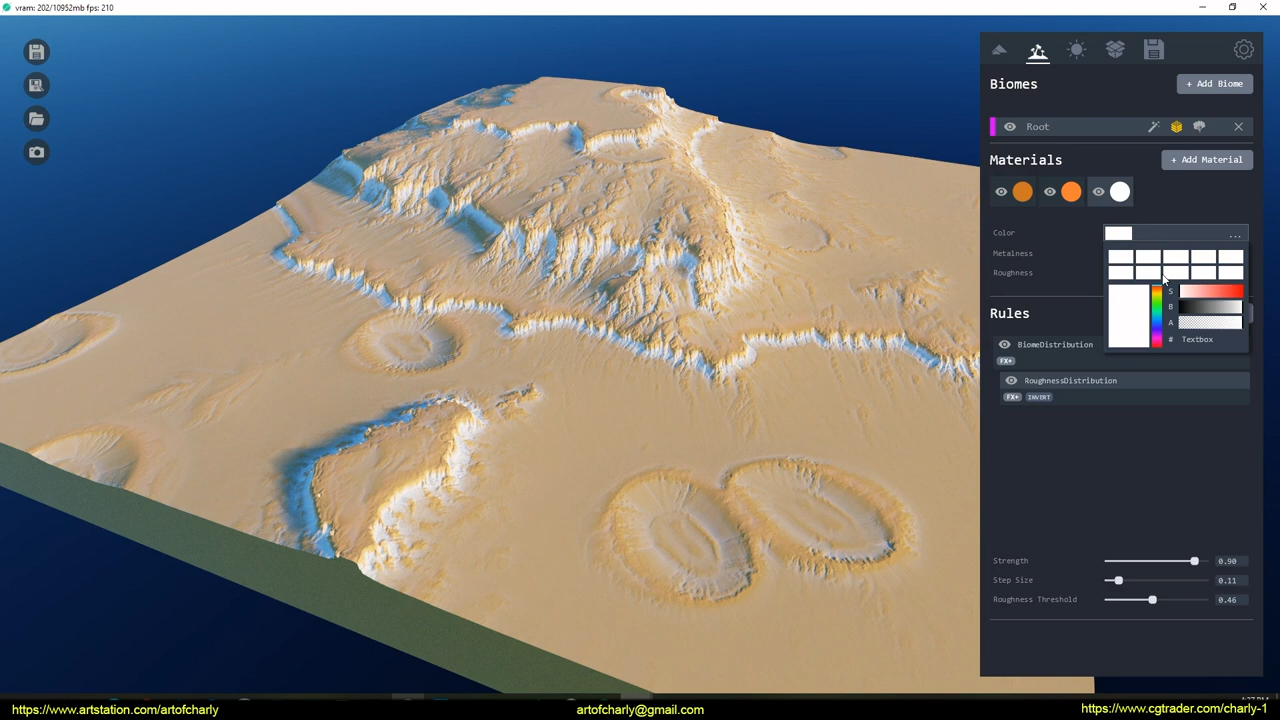 vram: 202/10952mb fps: 210
Biomes
+ Add Biome
Root
Materials
+ Add Material
Color
...
Metalness
Roughness
S
B
A
# Textbox
Rules
BiomeDistribution
FX+
RoughnessDistribution
FX+ INVERT
Strength 0.90
Step Size 0.11
Roughness Threshold 0.46
https://www.artstation.com/artofcharly
artofcharly@gmail.com
https://www.cgtrader.com/charly-1